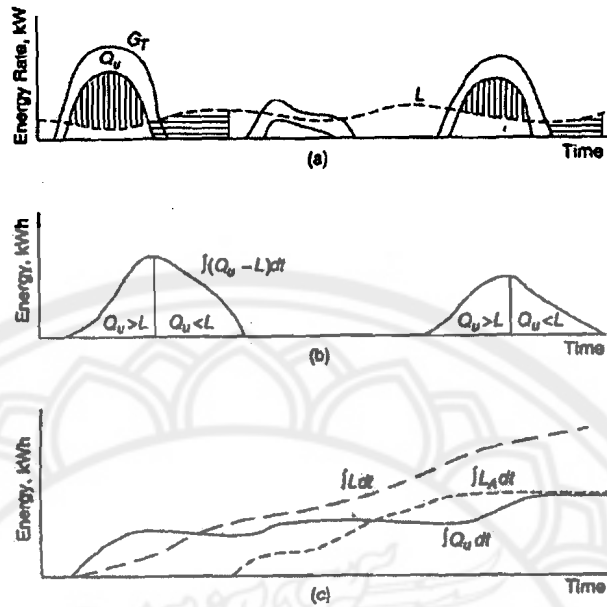 Energy Rate, kW
G_T
Q_u
L
Time
(a)
Energy, kWh
∫(Q_u – L)dt
Q_u > L
Q_u < L
Q_u > L
Q_u < L
Time
(b)
Energy, kWh
∫L dt
∫L_A dt
∫Q_u dt
Time
(c)